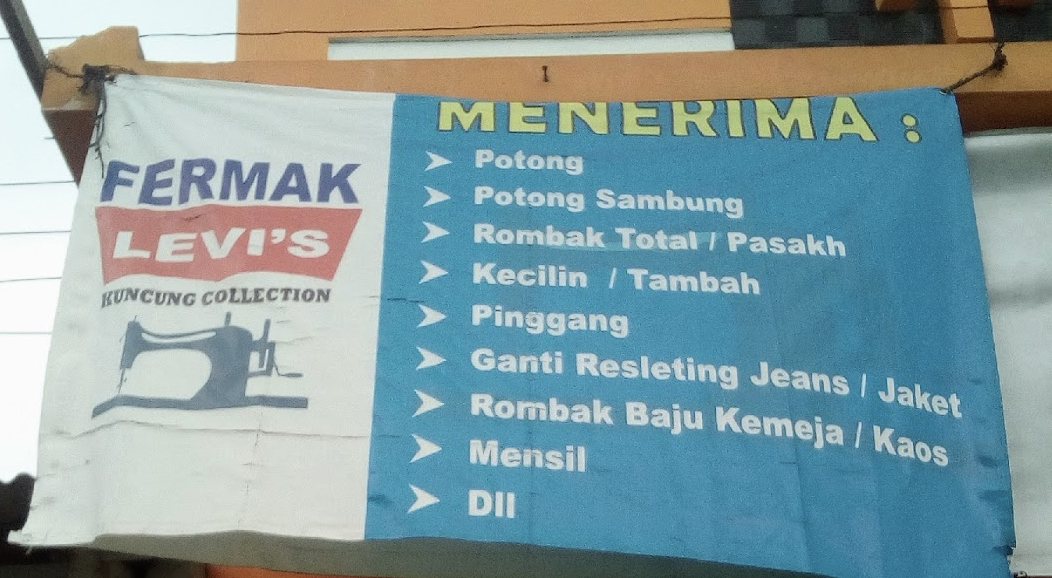 FERMAK
LEVI'S
KUNCUNG COLLECTION
MENERIMA :
Potong
Potong Sambung
Rombak Total / Pasakh
Kecilin / Tambah
Pinggang
Ganti Resleting Jeans / Jaket
Rombak Baju Kemeja / Kaos
Mensil
Dll